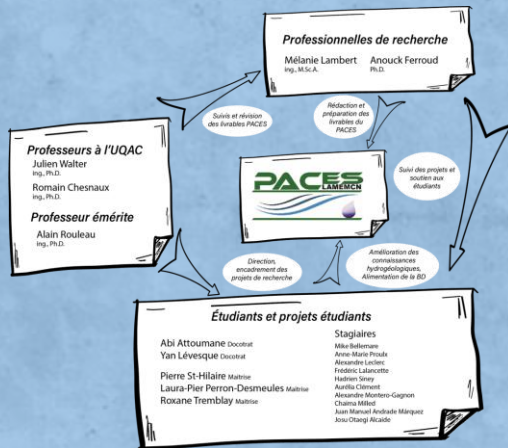 Professionnelles de recherche
Mélanie Lambert
ing., M.Sc.A.
Anouck Ferroud
Ph.D.
Suivis et révision
des livrables PACES
Rédaction et
préparation des
livrables du
PACES
Professeurs à l'UQAC
Julien Walter
ing., Ph.D.
Romain Chesnaux
ing., Ph.D.
Professeur émérite
Alain Rouleau
ing., Ph.D.
PACES
LAMEMCN
Suivi des projets et
soutien aux
étudiants
Direction,
encadrement des
projets de recherche
Amélioration des
connaissances
hydrogéologiques,
Alimentation de la BD
Étudiants et projets étudiants
Abi Attoumane Docotrat
Yan Lévesque Docotrat
Pierre St-Hilaire Maitrise
Laura-Pier Perron-Desmeules Maitrise
Roxane Tremblay Maitrise
Stagiaires
Mike Bellemare
Anne-Marie Proulx
Alexandre Leclerc
Frédéric Lalancette
Hadrien Siney
Aurélia Clément
Alexandre Montero-Gagnon
Chaima Milled
Juan Manuel Andrade Márquez
Josu Otaegi Alcaide